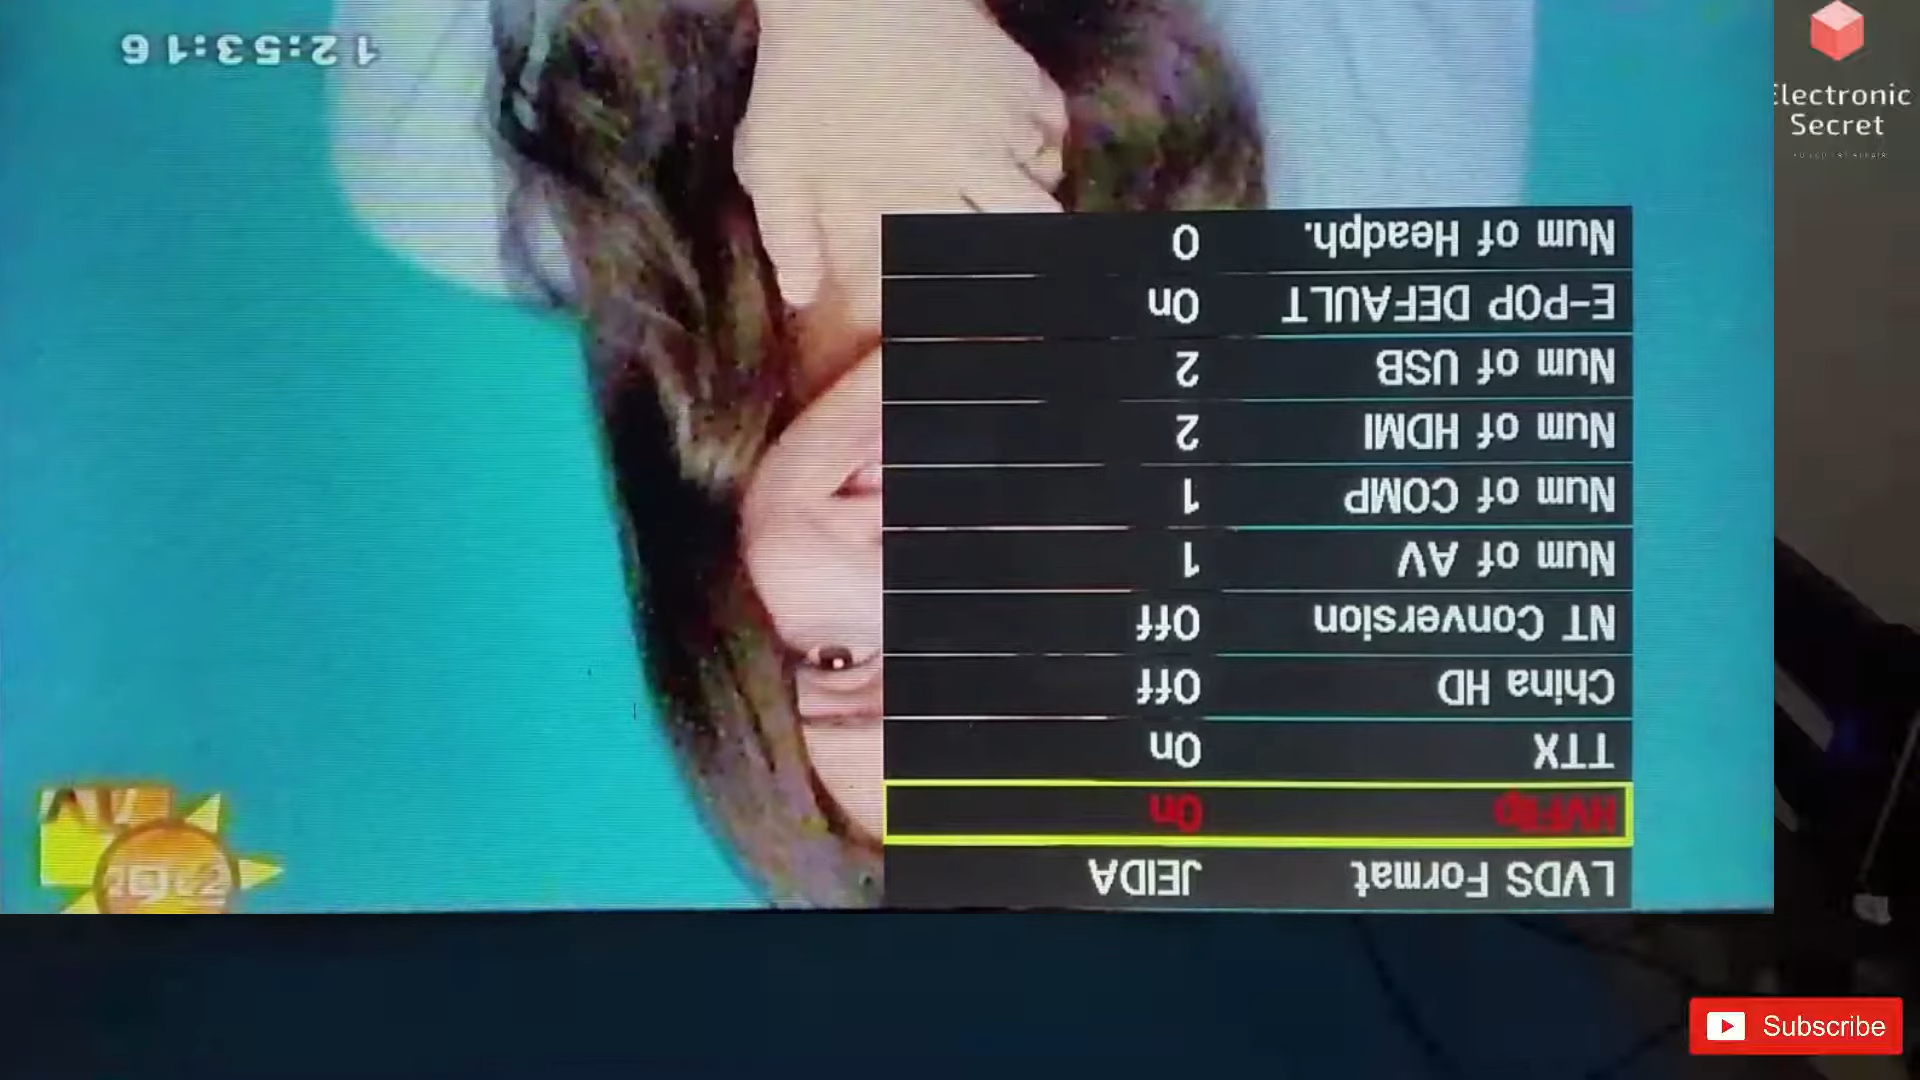 LVDS Format JEIDA
HVFlip On
TTX On
China HD Off
NT Conversion Off
Num of AV 1
Num of COMP 1
Num of HDMI 2
Num of USB 2
E-POP DEFAULT On
Num of Headph. 0
12:53:16
Electronic
Secret
Subscribe